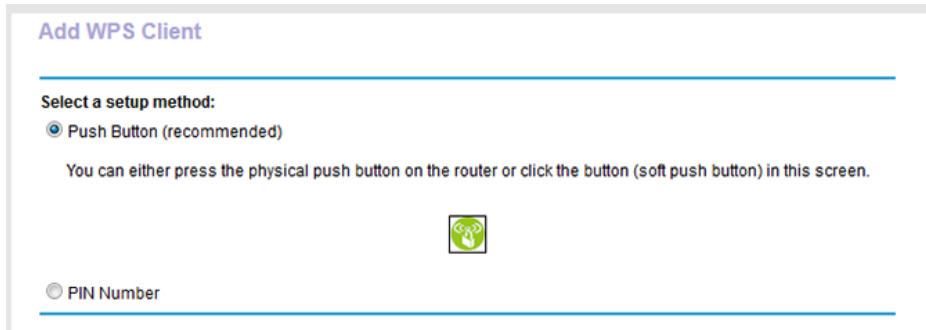 Add WPS Client
Select a setup method:
Push Button (recommended)
You can either press the physical push button on the router or click the button (soft push button) in this screen.
PIN Number